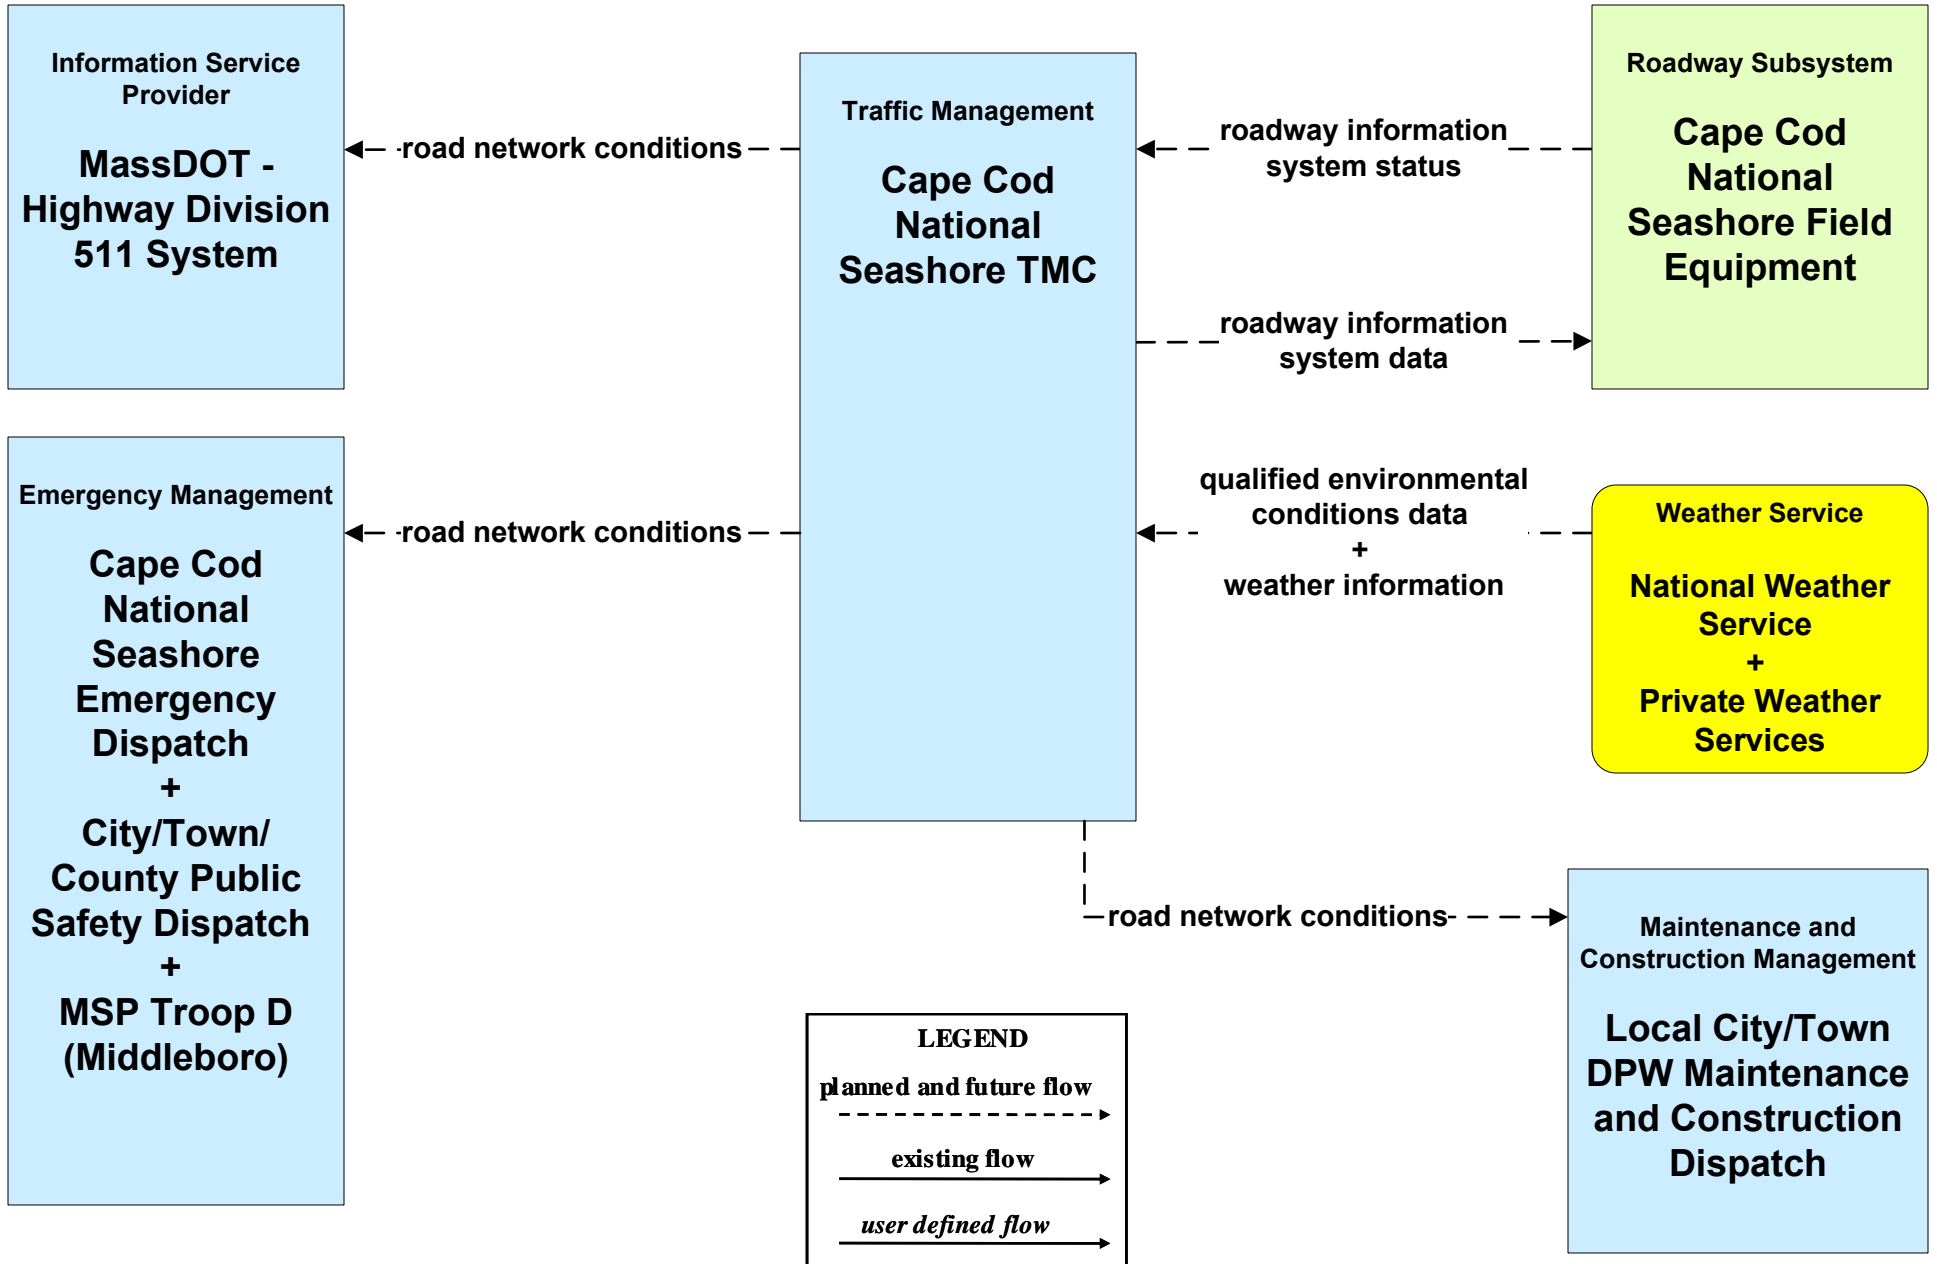 Information Service
Provider
MassDOT -
Highway Division
511 System
road network conditions
Traffic Management
Cape Cod
National
Seashore TMC
roadway information
system status
Roadway Subsystem
Cape Cod
National
Seashore Field
Equipment
roadway information
system data
Emergency Management
Cape Cod
National
Seashore
Emergency
Dispatch
+
City/Town/
County Public
Safety Dispatch
+
MSP Troop D
(Middleboro)
road network conditions
qualified environmental
conditions data
+
weather information
Weather Service
National Weather
Service
+
Private Weather
Services
road network conditions
Maintenance and
Construction Management
Local City/Town
DPW Maintenance
and Construction
Dispatch
LEGEND
planned and future flow
existing flow
user defined flow